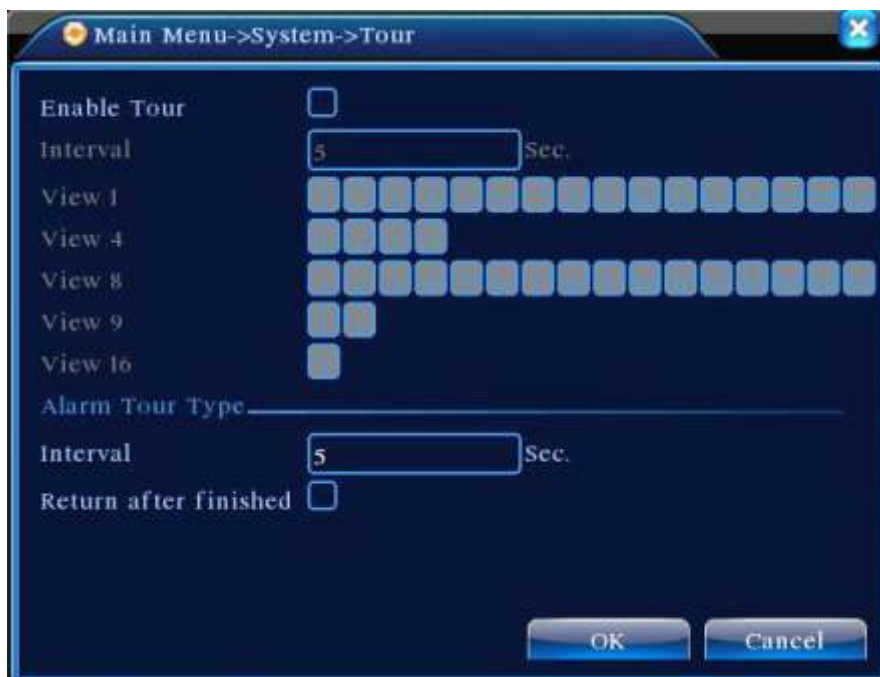 Main Menu->System->Tour
Enable Tour
Interval 5 Sec.
View 1
View 4
View 8
View 9
View 16
Alarm Tour Type
Interval 5 Sec.
Return after finished
OK Cancel